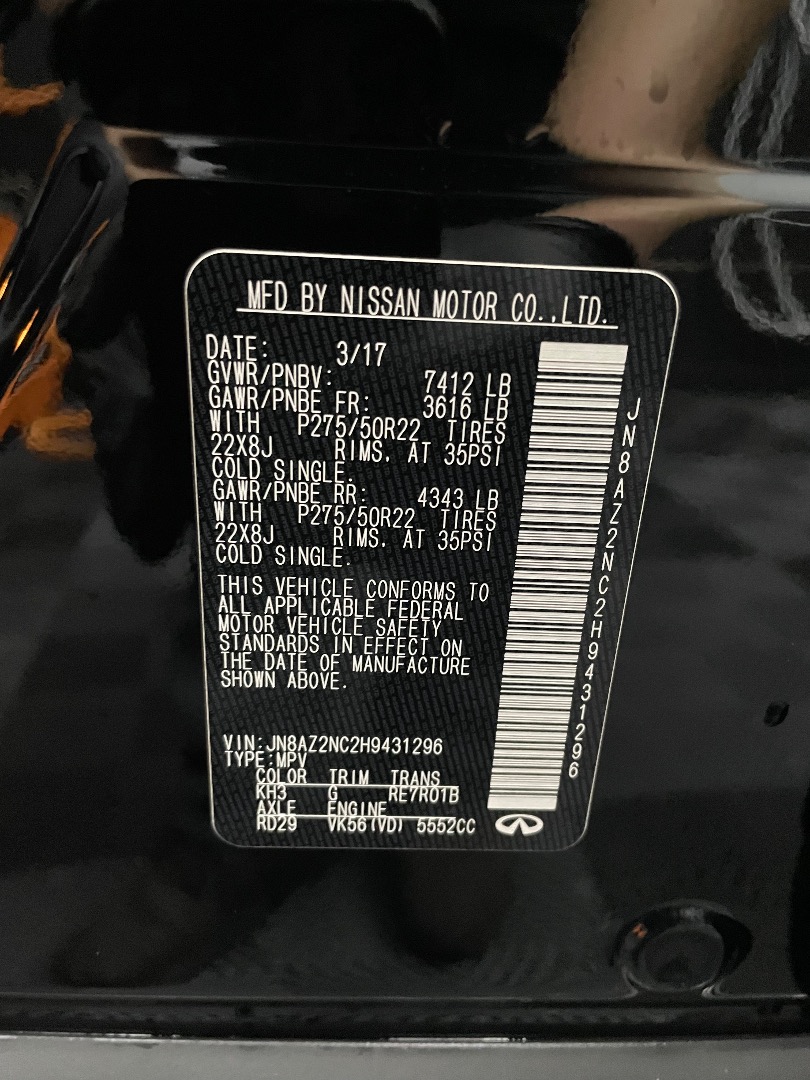 MFD BY NISSAN MOTOR CO.,LTD.
DATE: 3/17
GVWR/PNBV: 7412 LB
GAWR/PNBE FR: 3616 LB
WITH P275/50R22 TIRES
22X8J RIMS, AT 35PSI
COLD SINGLE.
GAWR/PNBE RR: 4343 LB
WITH P275/50R22 TIRES
22X8J RIMS, AT 35PSI
COLD SINGLE.
THIS VEHICLE CONFORMS TO
ALL APPLICABLE FEDERAL
MOTOR VEHICLE SAFETY
STANDARDS IN EFFECT ON
THE DATE OF MANUFACTURE
SHOWN ABOVE.
VIN:JN8AZ2NC2H9431296
TYPE:MPV
COLOR TRIM TRANS
KH3 G RE7R01B
AXLE ENGINE
RD29 VK56(VD) 5552CC
JN8AZ2NC2H9431296